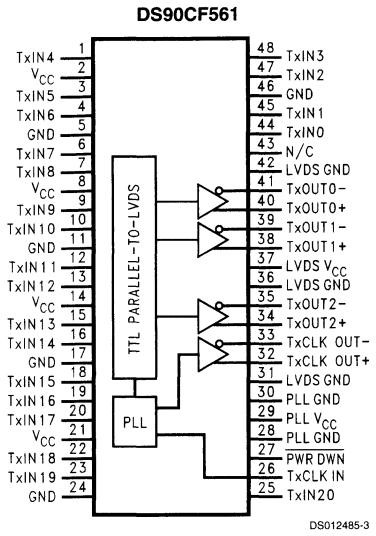 DS90CF561
TxIN4 1
VCC 2
TxIN5 3
TxIN6 4
GND 5
TxIN7 6
TxIN8 7
VCC 8
TxIN9 9
TxIN10 10
GND 11
TxIN11 12
TxIN12 13
VCC 14
TxIN13 15
TxIN14 16
GND 17
TxIN15 18
TxIN16 19
TxIN17 20
VCC 21
TxIN18 22
TxIN19 23
GND 24
TTL PARALLEL-TO-LVDS
PLL
48 TxIN3
47 TxIN2
46 GND
45 TxIN1
44 TxIN0
43 N/C
42 LVDS GND
41 TxOUT0-
40 TxOUT0+
39 TxOUT1-
38 TxOUT1+
37 LVDS VCC
36 LVDS GND
35 TxOUT2-
34 TxOUT2+
33 TxCLK OUT-
32 TxCLK OUT+
31 LVDS GND
30 PLL GND
29 PLL VCC
28 PLL GND
27 PWR DWN
26 TxCLK IN
25 TxIN20
DS012485-3